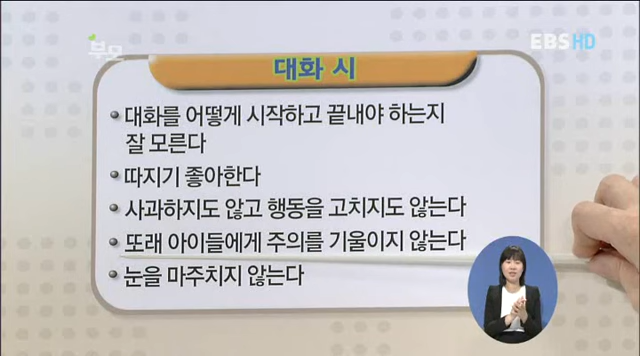 부모
EBS HD
대화 시
• 대화를 어떻게 시작하고 끝내야 하는지
잘 모른다
• 따지기 좋아한다
• 사과하지도 않고 행동을 고치지도 않는다
• 또래 아이들에게 주의를 기울이지 않는다
• 눈을 마주치지 않는다